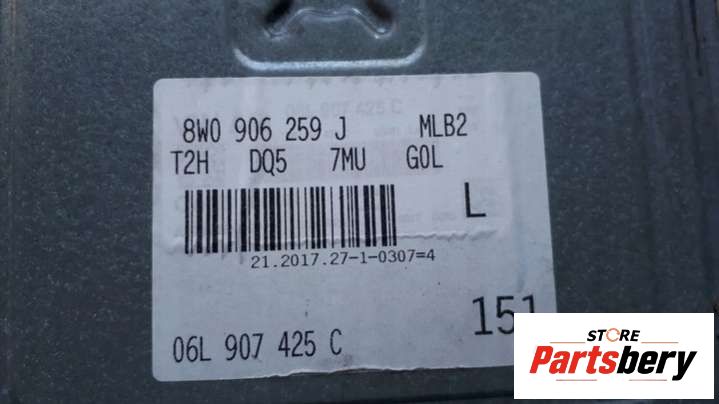 8W0 906 259 J MLB2
T2H DQ5 7MU G0L
L
21.2017.27-1-0307=4
06L 907 425 C
151
STORE
Partsbery